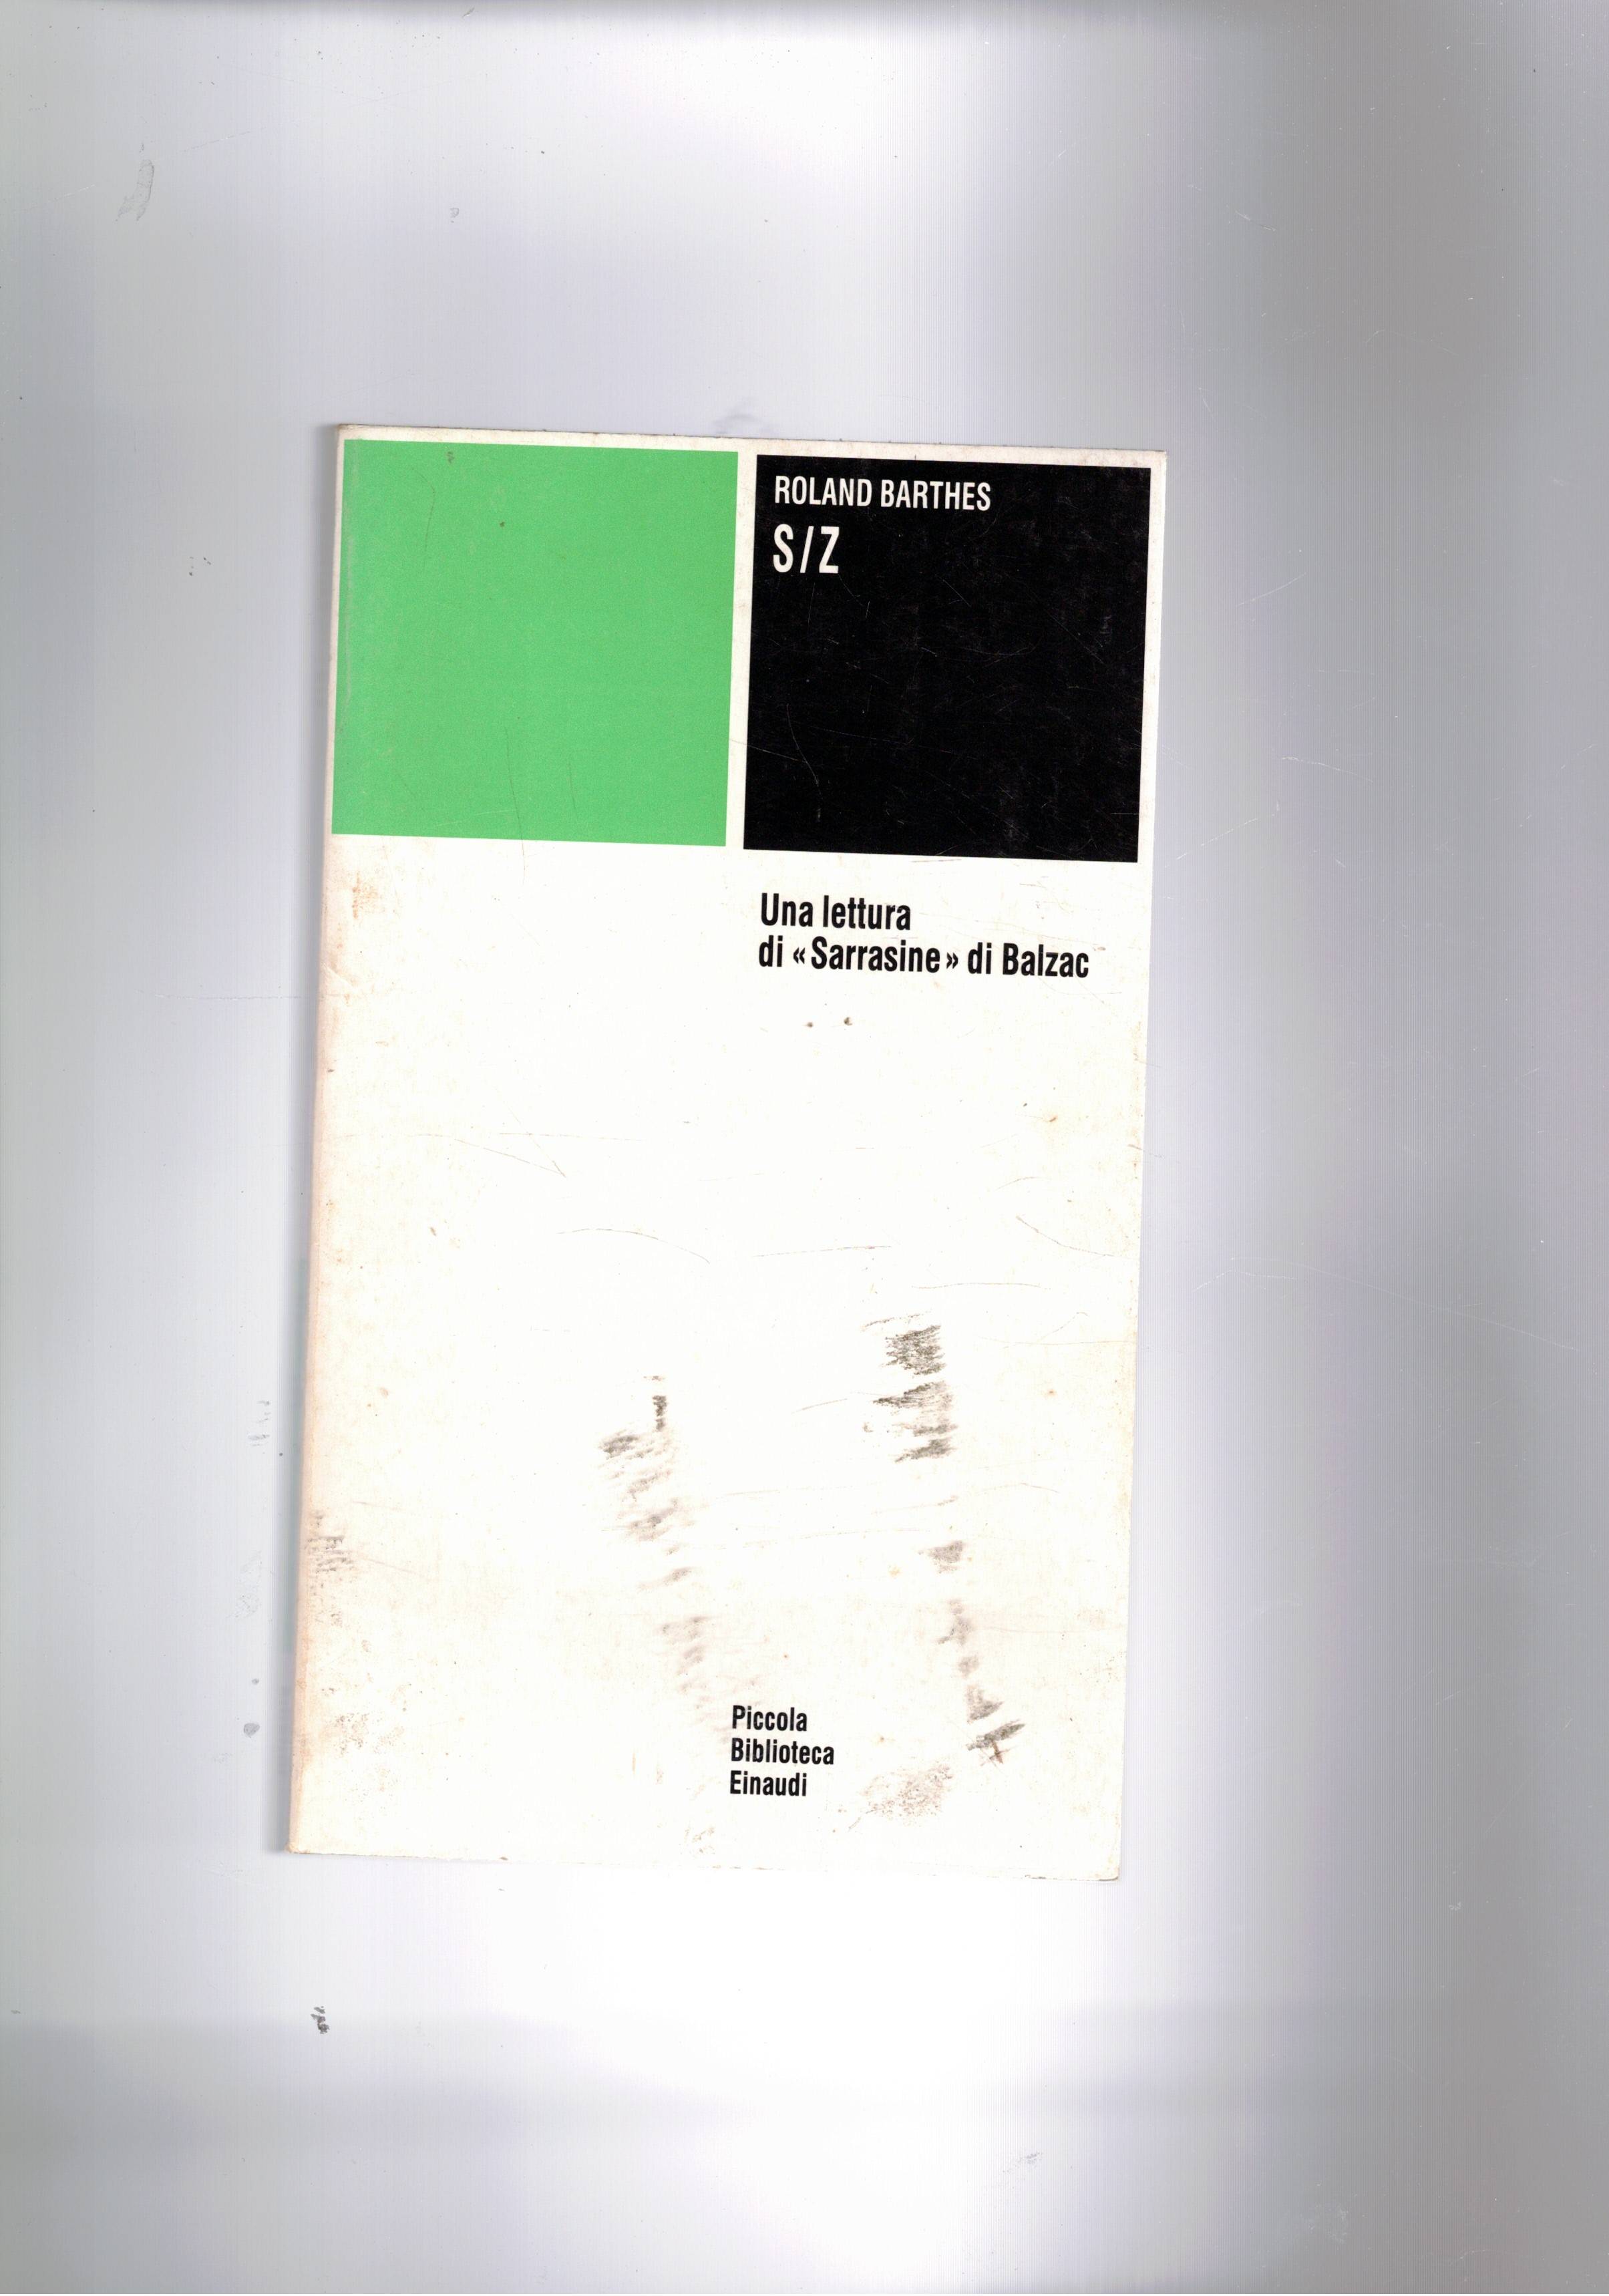 ROLAND BARTHES
S/Z
Una lettura
di «Sarrasine» di Balzac
Piccola
Biblioteca
Einaudi